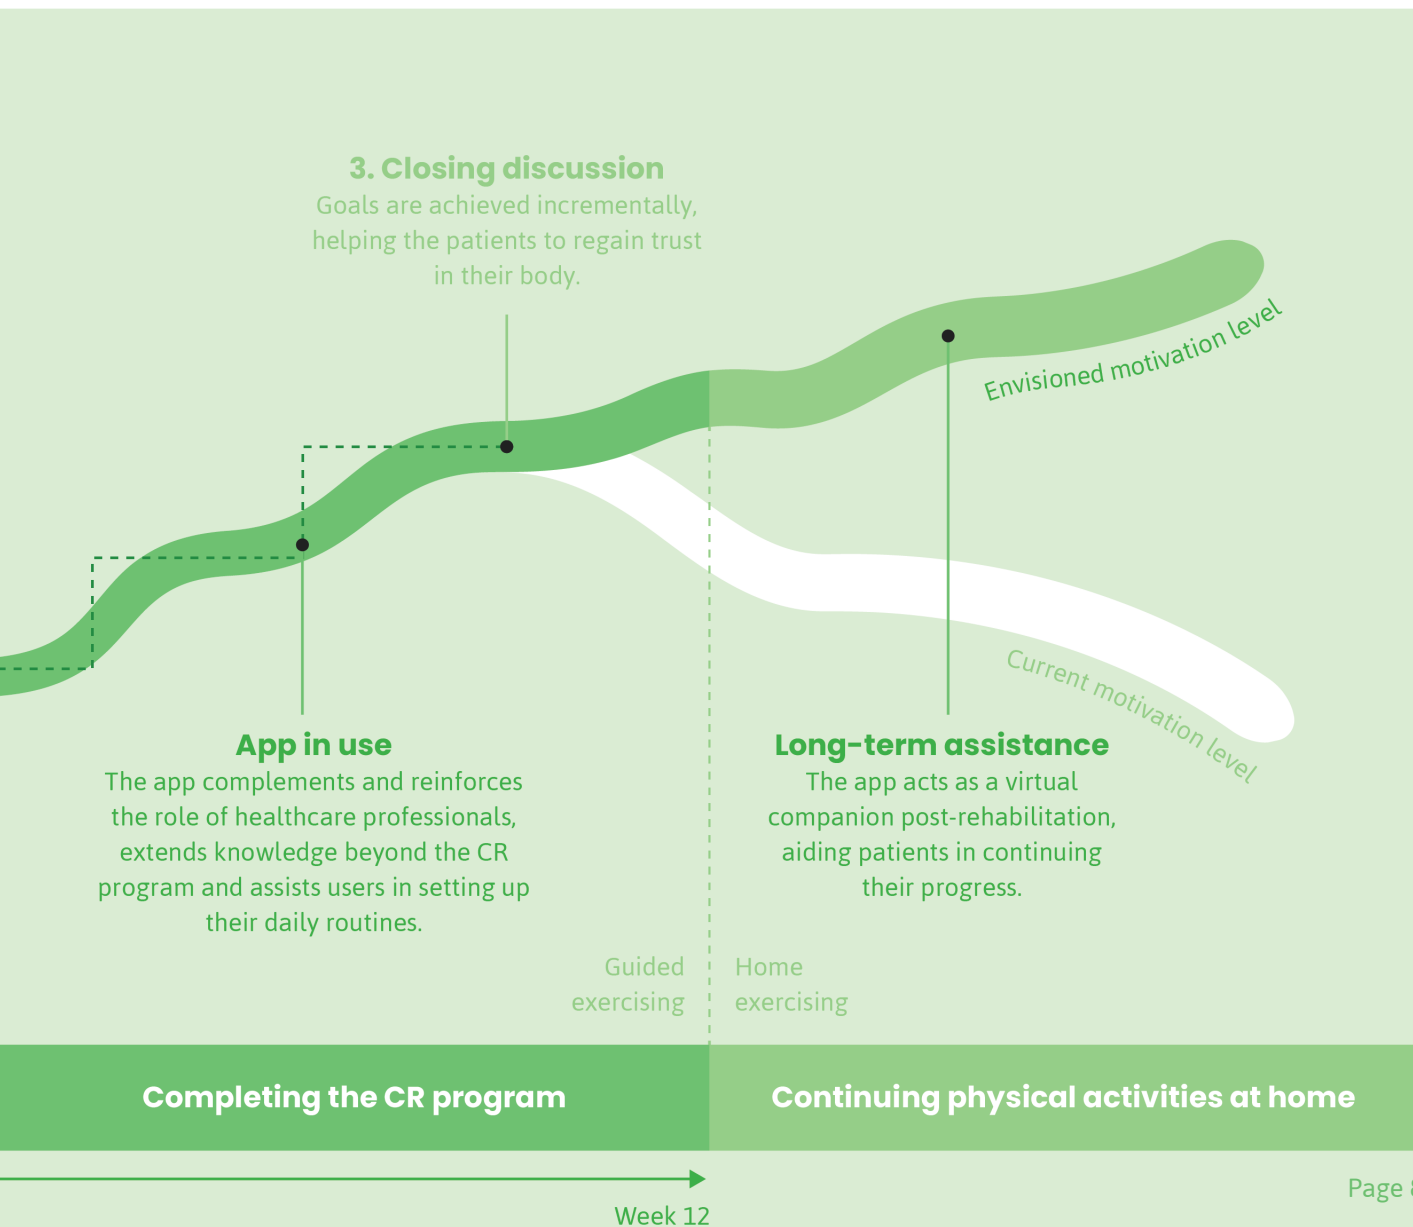 3. Closing discussion
Goals are achieved incrementally,
helping the patients to regain trust
in their body.
Envisioned motivation level
Current motivation level
App in use
The app complements and reinforces
the role of healthcare professionals,
extends knowledge beyond the CR
program and assists users in setting up
their daily routines.
Long-term assistance
The app acts as a virtual
companion post-rehabilitation,
aiding patients in continuing
their progress.
Guided
exercising
Home
exercising
Completing the CR program
Continuing physical activities at home
Week 12
Page